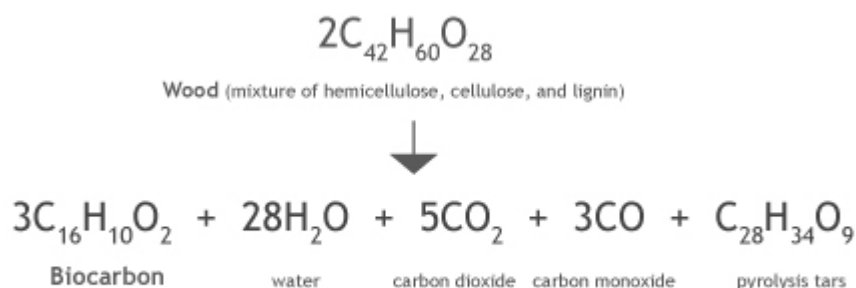 2C₄₂H₆₀O₂₈
Wood (mixture of hemicellulose, cellulose, and lignin)
3C₁₆H₁₀O₂ + 28H₂O + 5CO₂ + 3CO + C₂₈H₃₄O₉
Biocarbon water carbon dioxide carbon monoxide pyrolysis tars